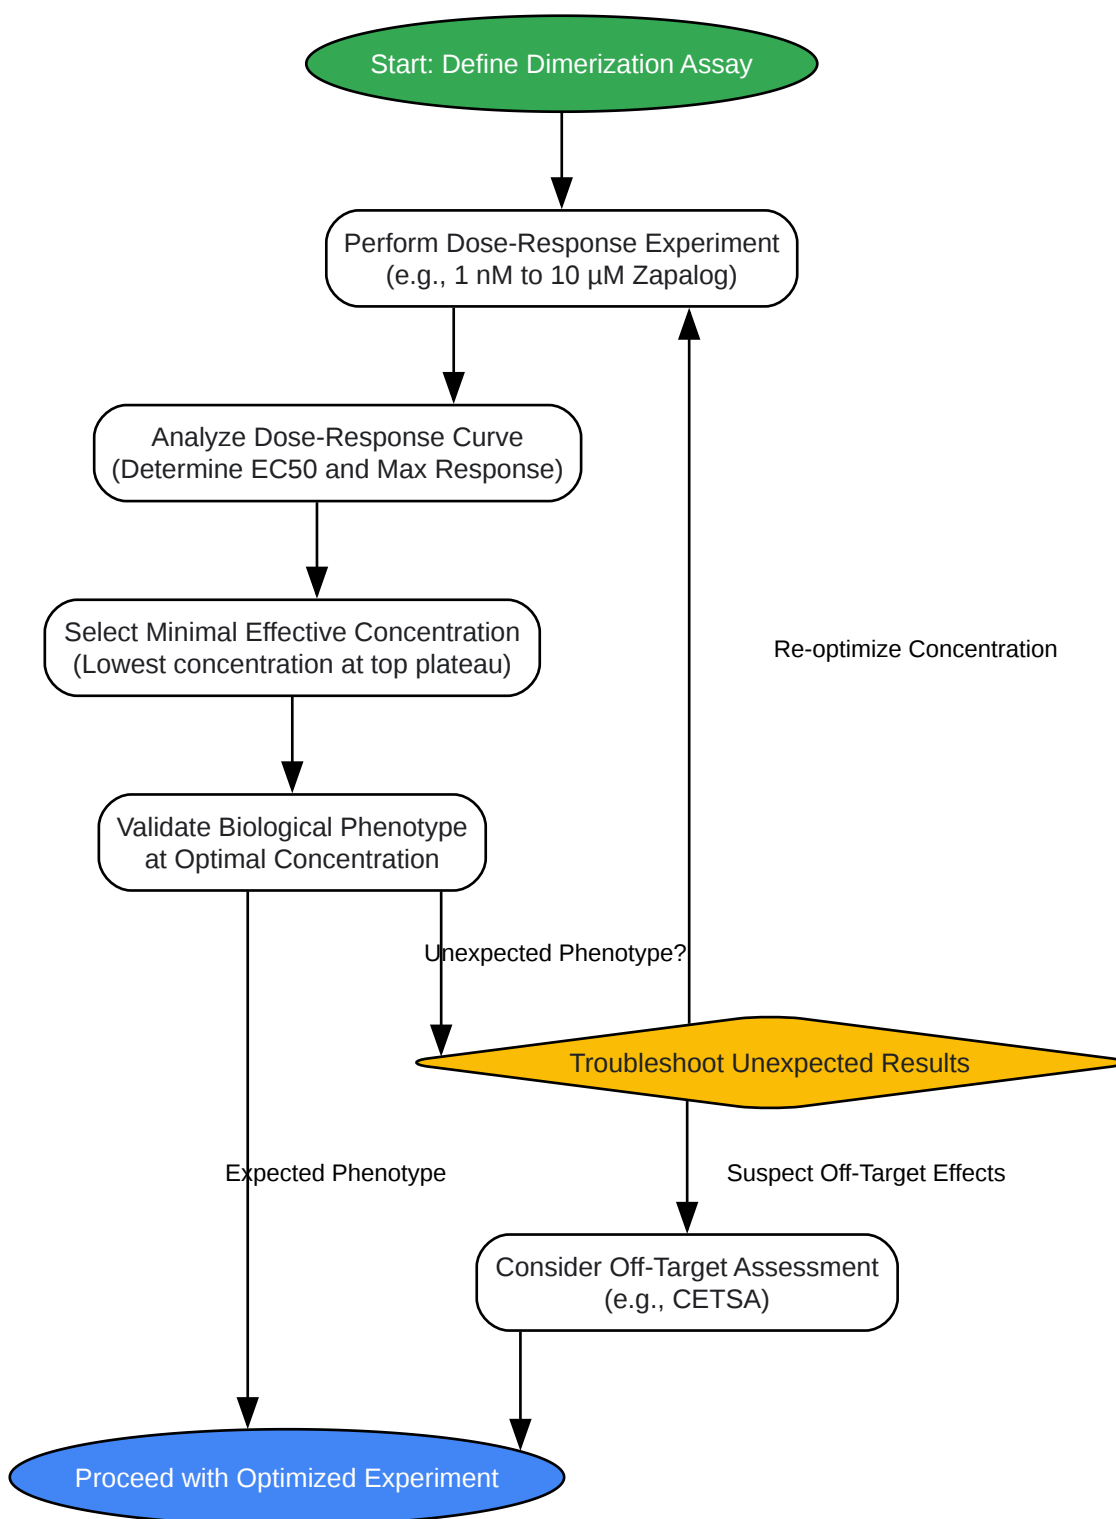 Start: Define Dimerization Assay
Perform Dose-Response Experiment
(e.g., 1 nM to 10 µM Zapalog)
Analyze Dose-Response Curve
(Determine EC50 and Max Response)
Select Minimal Effective Concentration
(Lowest concentration at top plateau)
Re-optimize Concentration
Validate Biological Phenotype
at Optimal Concentration
Unexpected Phenotype?
Troubleshoot Unexpected Results
Expected Phenotype
Suspect Off-Target Effects
Consider Off-Target Assessment
(e.g., CETSA)
Proceed with Optimized Experiment